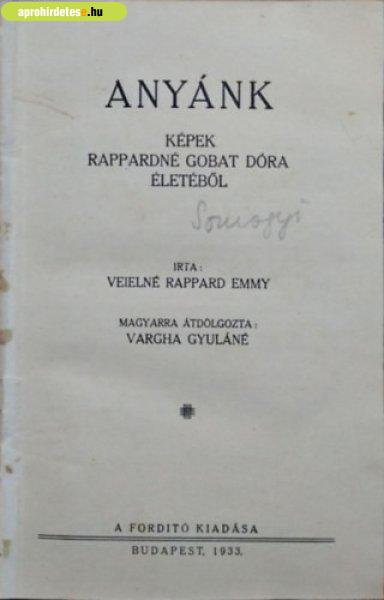 aprohirdetese.hu
ANYÁNK
KÉPEK
RAPPARDNÉ GOBAT DÓRA
ÉLETÉBŐL
Somogyi
IRTA:
VEIELNÉ RAPPARD EMMY
MAGYARRA ÁTDOLGOZTA:
VARGHA GYULÁNÉ
A FORDITÓ KIADÁSA
BUDAPEST, 1933.